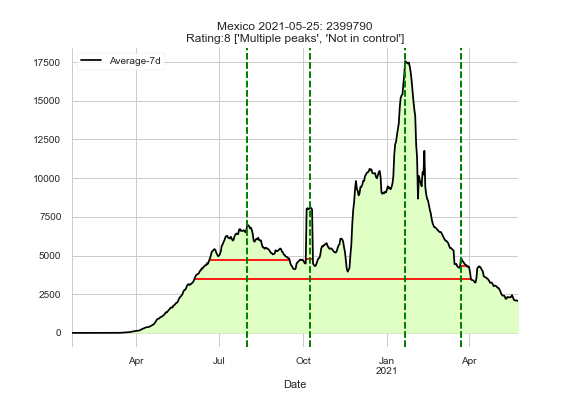 Mexico 2021-05-25: 2399790
Rating:8 ['Multiple peaks', 'Not in control']
Average-7d
17500
15000
12500
10000
7500
5000
2500
0
Apr
Jul
Oct
Jan
2021
Apr
Date